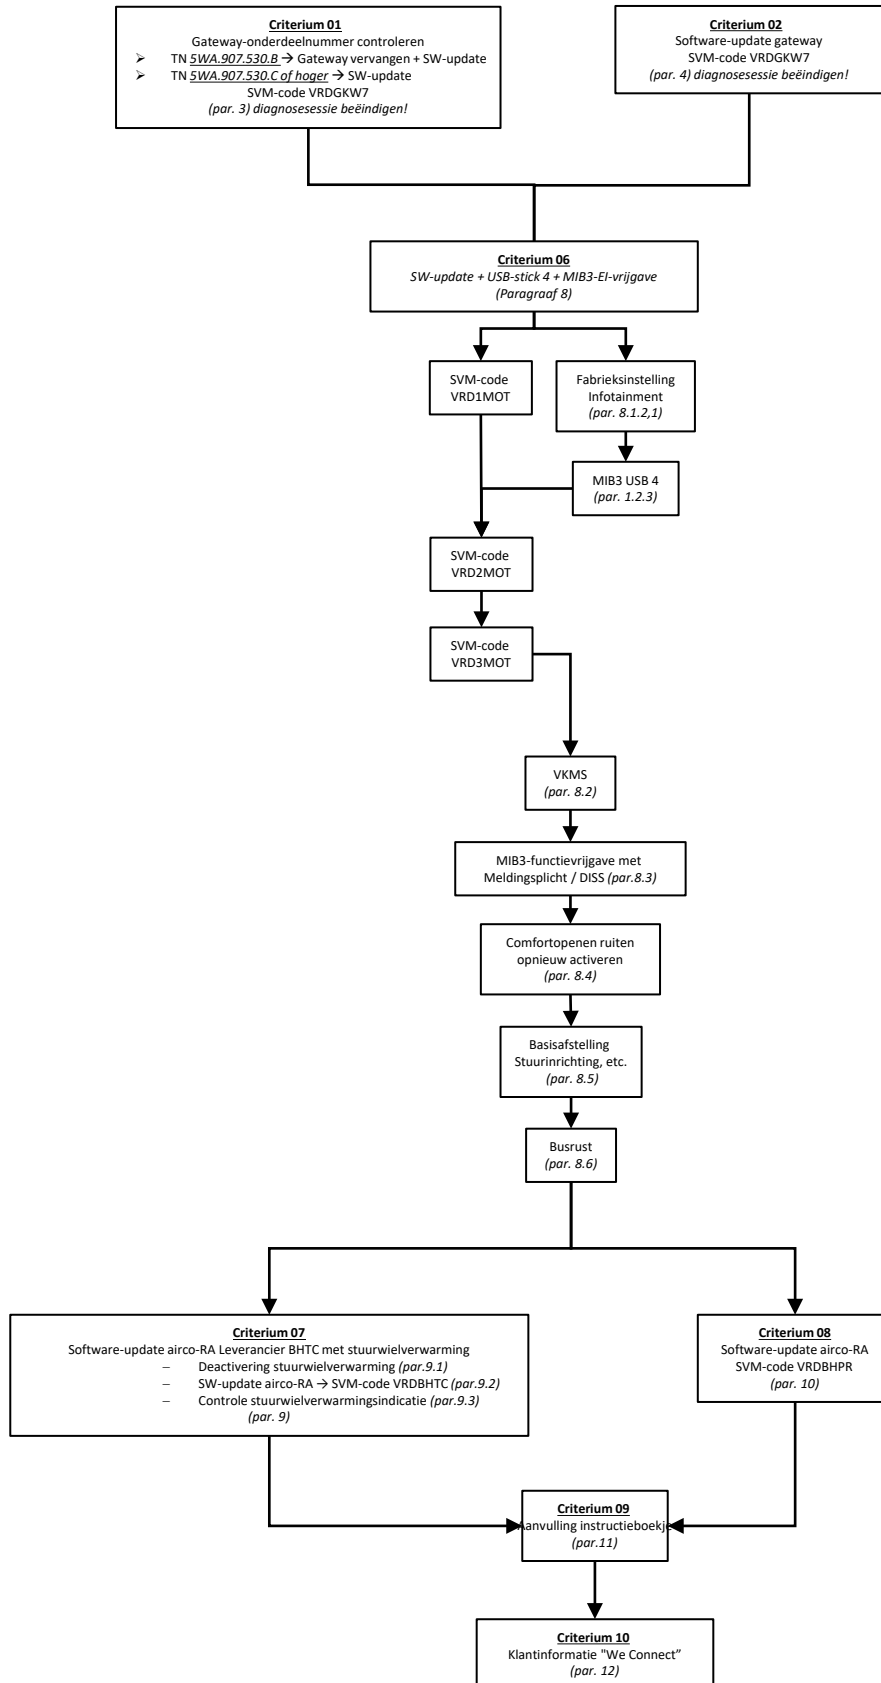 Criterium 01
Gateway-onderdeelnummer controleren
➢ TN 5WA.907.530.B → Gateway vervangen + SW-update
➢ TN 5WA.907.530.C of hoger → SW-update
SVM-code VRDGKW7
(par. 3) diagnosesessie beëindigen!
Criterium 02
Software-update gateway
SVM-code VRDGKW7
(par. 4) diagnosesessie beëindigen!
Criterium 06
SW-update + USB-stick 4 + MIB3-EI-vrijgave
(Paragraaf 8)
SVM-code
VRD1MOT
Fabrieksinstelling
Infotainment
(par. 8.1.2,1)
MIB3 USB 4
(par. 1.2.3)
SVM-code
VRD2MOT
SVM-code
VRD3MOT
VKMS
(par. 8.2)
MIB3-functievrijgave met
Meldingsplicht / DISS (par.8.3)
Comfortopenen ruiten
opnieuw activeren
(par. 8.4)
Basisafstelling
Stuurinrichting, etc.
(par. 8.5)
Busrust
(par. 8.6)
Criterium 07
Software-update airco-RA Leverancier BHTC met stuurwielverwarming
– Deactivering stuurwielverwarming (par.9.1)
– SW-update airco-RA → SVM-code VRDBHTC (par.9.2)
– Controle stuurwielverwarmingsindicatie (par.9.3)
(par. 9)
Criterium 08
Software-update airco-RA
SVM-code VRDBHPR
(par. 10)
Criterium 09
Aanvulling instructieboekje
(par.11)
Criterium 10
Klantinformatie "We Connect”
(par. 12)